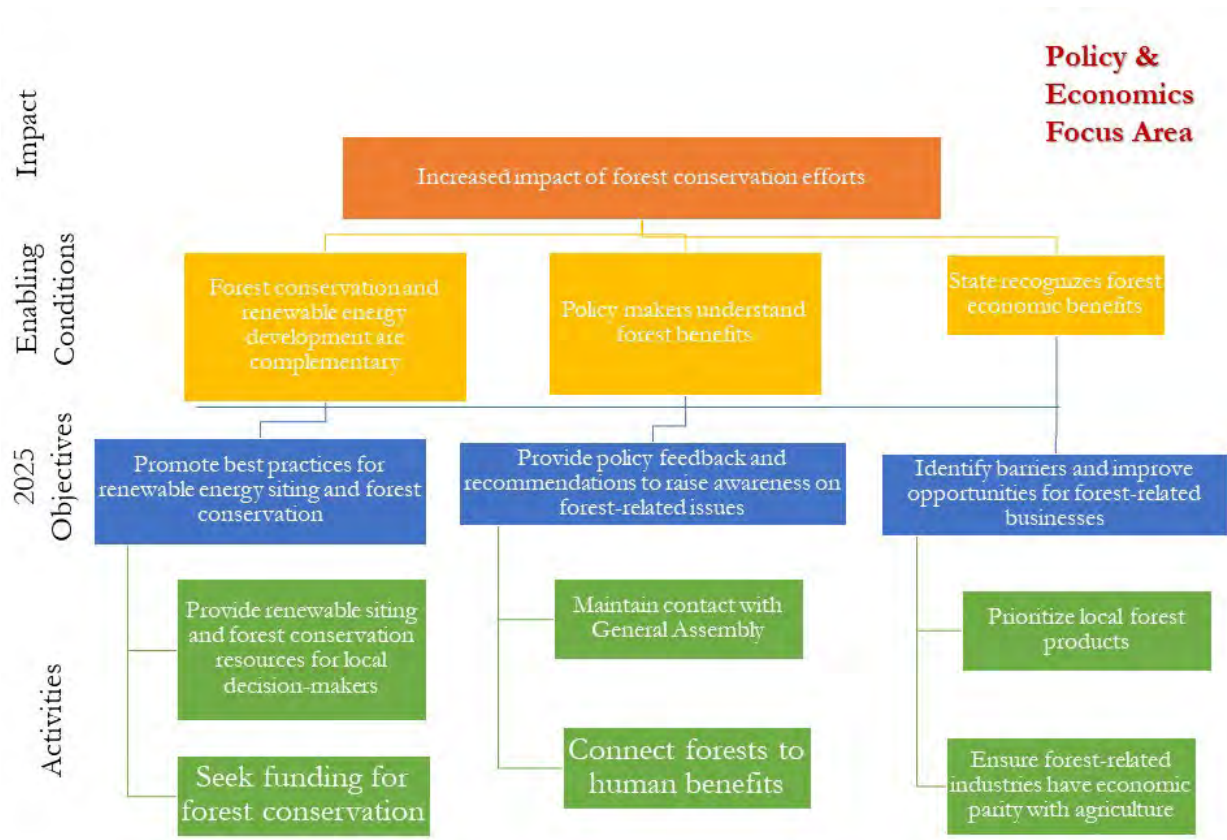 Policy &
Economics
Focus Area
Impact
Increased impact of forest conservation efforts
Enabling
Conditions
Forest conservation and
renewable energy
development are
complementary
Policy makers understand
forest benefits
State recognizes forest
economic benefits
2025
Objectives
Promote best practices for
renewable energy siting and forest
conservation
Provide policy feedback and
recommendations to raise awareness on
forest-related issues
Identify barriers and improve
opportunities for forest-related
businesses
Activities
Provide renewable siting
and forest conservation
resources for local
decision-makers
Maintain contact with
General Assembly
Prioritize local forest
products
Seek funding for
forest conservation
Connect forests to
human benefits
Ensure forest-related
industries have economic
parity with agriculture